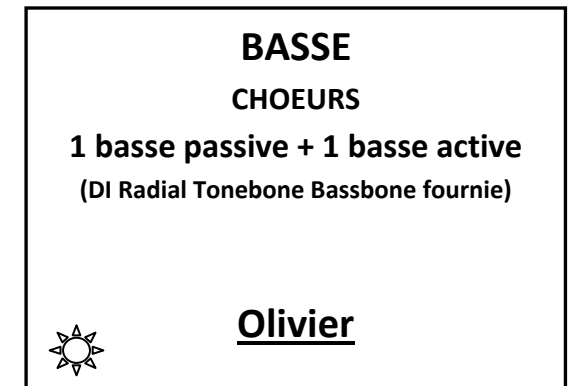 BASSE
CHOEURS
1 basse passive + 1 basse active
(DI Radial Tonebone Bassbone fournie)
Olivier